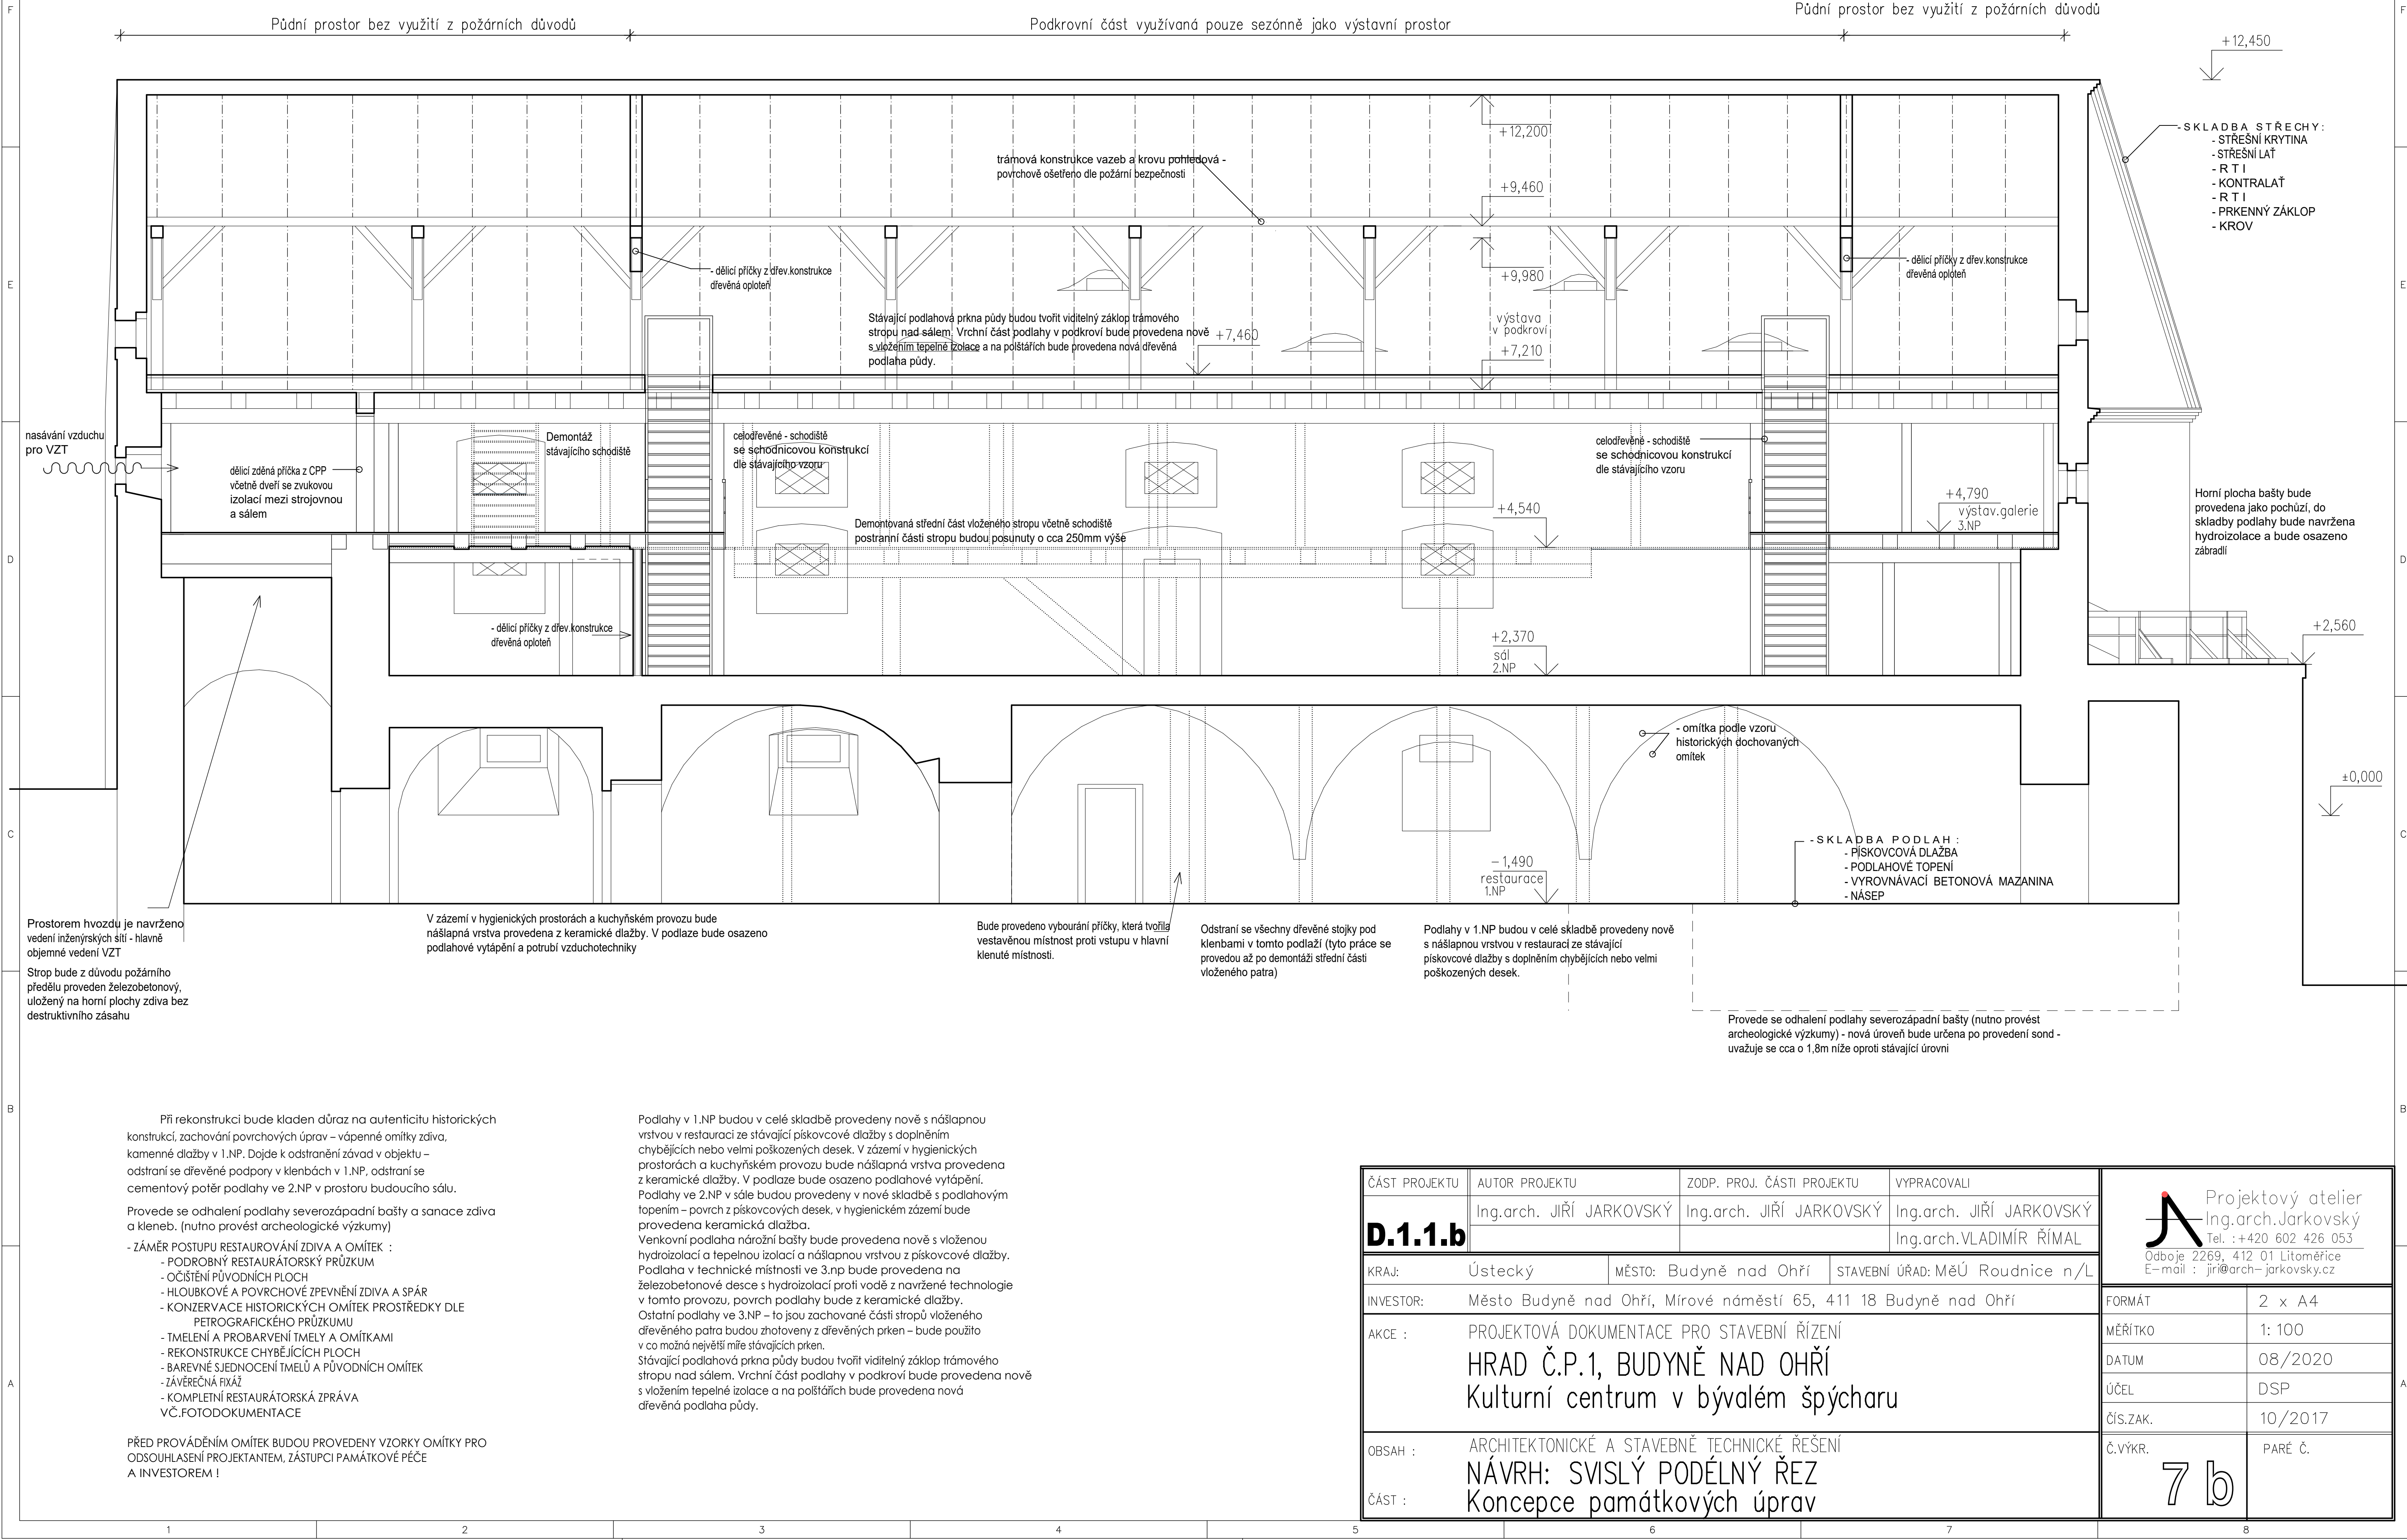 Půdní prostor bez využití z požárních důvodů
Podkrovní část využívaná pouze sezónně jako výstavní prostor
Půdní prostor bez využití z požárních důvodů
+12,450
+12,200
- S K L A D B A  S T Ř E C H Y :
- STŘEŠNÍ KRYTINA
- STŘEŠNÍ LAŤ
- R T I
- KONTRALAŤ
- R T I
- PRKENNÝ ZÁKLOP
- KROV
trámová konstrukce vazeb a krovu pohledová -
povrchově ošetřeno dle požární bezpečnosti
+9,460
- dělicí příčky z dřev.konstrukce
dřevěná oploteň
+9,980
- dělicí příčky z dřev.konstrukce
dřevěná oploteň
Stávající podlahová prkna půdy budou tvořit viditelný záklop trámového
stropu nad sálem. Vrchní část podlahy v podkroví bude provedena nově
s vložením tepelné izolace a na polštářích bude provedena nová dřevěná
podlaha půdy.
+7,460
výstava
v podkroví
+7,210
nasávání vzduchu
pro VZT
dělicí zděná příčka z CPP
včetně dveří se zvukovou
izolací mezi strojovnou
a sálem
Demontáž
stávajícího schodiště
celodřevěné - schodiště
se schodnicovou konstrukcí
dle stávajícího vzoru
celodřevěné - schodiště
se schodnicovou konstrukcí
dle stávajícího vzoru
+4,540
+4,790
výstav.galerie
3.NP
Demontovaná střední část vloženého stropu včetně schodiště
postranní části stropu budou posunuty o cca 250mm výše
Horní plocha bašty bude
provedena jako pochůzí, do
skladby podlahy bude navržena
hydroizolace a bude osazeno
zábradlí
- dělicí příčky z dřev.konstrukce
dřevěná oploteň
+2,370
sál
2.NP
+2,560
- omítka podle vzoru
historických dochovaných
omítek
±0,000
- S K L A D B A  P O D L A H :
- PÍSKOVCOVÁ DLAŽBA
- PODLAHOVÉ TOPENÍ
- VYROVNÁVACÍ BETONOVÁ MAZANINA
- NÁSEP
-1,490
restaurace
1.NP
Prostorem hvozdu je navrženo
vedení inženýrských sítí - hlavně
objemné vedení VZT
Strop bude z důvodu požárního
předělu proveden železobetonový,
uložený na horní plochy zdiva bez
destruktivního zásahu
V zázemí v hygienických prostorách a kuchyňském provozu bude
nášlapná vrstva provedena z keramické dlažby. V podlaze bude osazeno
podlahové vytápění a potrubí vzduchotechniky
Bude provedeno vybourání příčky, která tvořila
vestavěnou místnost proti vstupu v hlavní
klenuté místnosti.
Odstraní se všechny dřevěné stojky pod
klenbami v tomto podlaží (tyto práce se
provedou až po demontáži střední části
vloženého patra)
Podlahy v 1.NP budou v celé skladbě provedeny nově
s nášlapnou vrstvou v restauraci ze stávající
pískovcové dlažby s doplněním chybějících nebo velmi
poškozených desek.
Provede se odhalení podlahy severozápadní bašty (nutno provést
archeologické výzkumy) - nová úroveň bude určena po provedení sond -
uvažuje se cca o 1,8m níže oproti stávající úrovni
Při rekonstrukci bude kladen důraz na autenticitu historických
konstrukcí, zachování povrchových úprav – vápenné omítky zdiva,
kamenné dlažby v 1.NP. Dojde k odstranění závad v objektu –
odstraní se dřevěné podpory v klenbách v 1.NP, odstraní se
cementový potěr podlahy ve 2.NP v prostoru budoucího sálu.
Provede se odhalení podlahy severozápadní bašty a sanace zdiva
a kleneb. (nutno provést archeologické výzkumy)
- ZÁMĚR POSTUPU RESTAUROVÁNÍ ZDIVA A OMÍTEK :
- PODROBNÝ RESTAURÁTORSKÝ PRŮZKUM
- OČIŠTĚNÍ PŮVODNÍCH PLOCH
- HLOUBKOVÉ A POVRCHOVÉ ZPEVNĚNÍ ZDIVA A SPÁR
- KONZERVACE HISTORICKÝCH OMÍTEK PROSTŘEDKY DLE
PETROGRAFICKÉHO PRŮZKUMU
- TMELENÍ A PROBARVENÍ TMELY A OMÍTKAMI
- REKONSTRUKCE CHYBĚJÍCÍCH PLOCH
- BAREVNÉ SJEDNOCENÍ TMELŮ A PŮVODNÍCH OMÍTEK
- ZÁVĚREČNÁ FIXÁŽ
- KOMPLETNÍ RESTAURÁTORSKÁ ZPRÁVA
VČ.FOTODOKUMENTACE
PŘED PROVÁDĚNÍM OMÍTEK BUDOU PROVEDENY VZORKY OMÍTKY PRO
ODSOUHLASENÍ PROJEKTANTEM, ZÁSTUPCI PAMÁTKOVÉ PÉČE
A INVESTOREM !
Podlahy v 1.NP budou v celé skladbě provedeny nově s nášlapnou
vrstvou v restauraci ze stávající pískovcové dlažby s doplněním
chybějících nebo velmi poškozených desek. V zázemí v hygienických
prostorách a kuchyňském provozu bude nášlapná vrstva provedena
z keramické dlažby. V podlaze bude osazeno podlahové vytápění.
Podlahy ve 2.NP v sále budou provedeny v nové skladbě s podlahovým
topením – povrch z pískovcových desek, v hygienickém zázemí bude
provedena keramická dlažba.
Venkovní podlaha nárožní bašty bude provedena nově s vloženou
hydroizolací a tepelnou izolací a nášlapnou vrstvou z pískovcové dlažby.
Podlaha v technické místnosti ve 3.np bude provedena na
železobetonové desce s hydroizolací proti vodě z navržené technologie
v tomto provozu, povrch podlahy bude z keramické dlažby.
Ostatní podlahy ve 3.NP – to jsou zachované části stropů vloženého
dřevěného patra budou zhotoveny z dřevěných prken – bude použito
v co možná největší míře stávajících prken.
Stávající podlahová prkna půdy budou tvořit viditelný záklop trámového
stropu nad sálem. Vrchní část podlahy v podkroví bude provedena nově
s vložením tepelné izolace a na polštářích bude provedena nová
dřevěná podlaha půdy.
ČÁST PROJEKTU
AUTOR PROJEKTU
ZODP. PROJ. ČÁSTI PROJEKTU
VYPRACOVALI
D.1.1.b
Ing.arch. JIŘÍ JARKOVSKÝ
Ing.arch. JIŘÍ JARKOVSKÝ
Ing.arch. JIŘÍ JARKOVSKÝ
Ing.arch.VLADIMÍR ŘÍMAL
KRAJ: Ústecký
MĚSTO: Budyně nad Ohří
STAVEBNÍ ÚŘAD: MěÚ Roudnice n/L
INVESTOR: Město Budyně nad Ohří, Mírové náměstí 65, 411 18 Budyně nad Ohří
AKCE : PROJEKTOVÁ DOKUMENTACE PRO STAVEBNÍ ŘÍZENÍ
HRAD Č.P.1, BUDYNĚ NAD OHŘÍ
Kulturní centrum v bývalém špýcharu
OBSAH : ARCHITEKTONICKÉ A STAVEBNĚ TECHNICKÉ ŘEŠENÍ
NÁVRH: SVISLÝ PODÉLNÝ ŘEZ
ČÁST : Koncepce památkových úprav
Projektový atelier
Ing.arch.Jarkovský
Tel. :+420 602 426 053
Odboje 2269, 412 01 Litoměřice
E-mail : jiri@arch-jarkovsky.cz
FORMÁT 2 x A4
MĚŘÍTKO 1: 100
DATUM 08/2020
ÚČEL DSP
ČÍS.ZAK. 10/2017
Č.VÝKR. PARÉ Č.
7 b
F
E
D
C
B
A
F
E
D
C
B
A
1 2 3 4 5 6 7 8